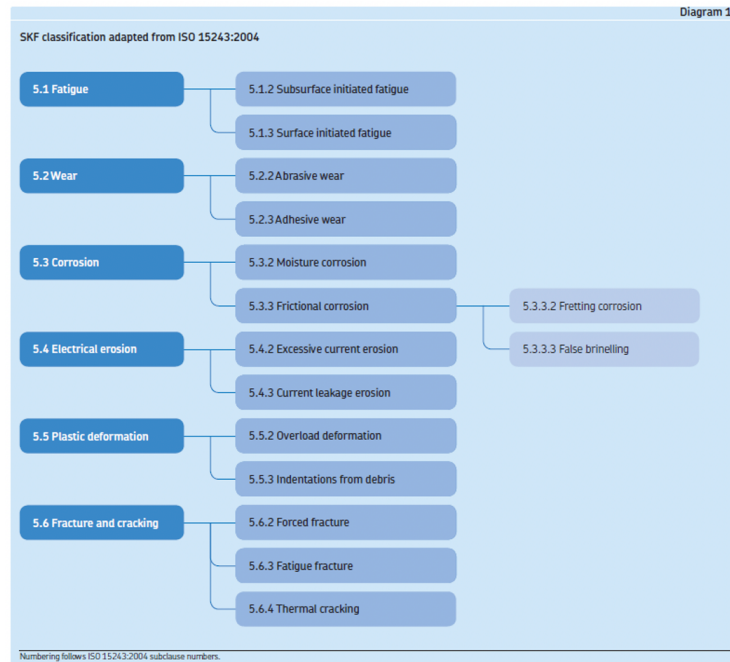 Diagram 1
SKF classification adapted from ISO 15243:2004
5.1 Fatigue
5.1.2 Subsurface initiated fatigue
5.1.3 Surface initiated fatigue
5.2 Wear
5.2.2 Abrasive wear
5.2.3 Adhesive wear
5.3 Corrosion
5.3.2 Moisture corrosion
5.3.3 Frictional corrosion
5.3.3.2 Fretting corrosion
5.3.3.3 False brinelling
5.4 Electrical erosion
5.4.2 Excessive current erosion
5.4.3 Current leakage erosion
5.5 Plastic deformation
5.5.2 Overload deformation
5.5.3 Indentations from debris
5.6 Fracture and cracking
5.6.2 Forced fracture
5.6.3 Fatigue fracture
5.6.4 Thermal cracking
Numbering follows ISO 15243:2004 subclause numbers.